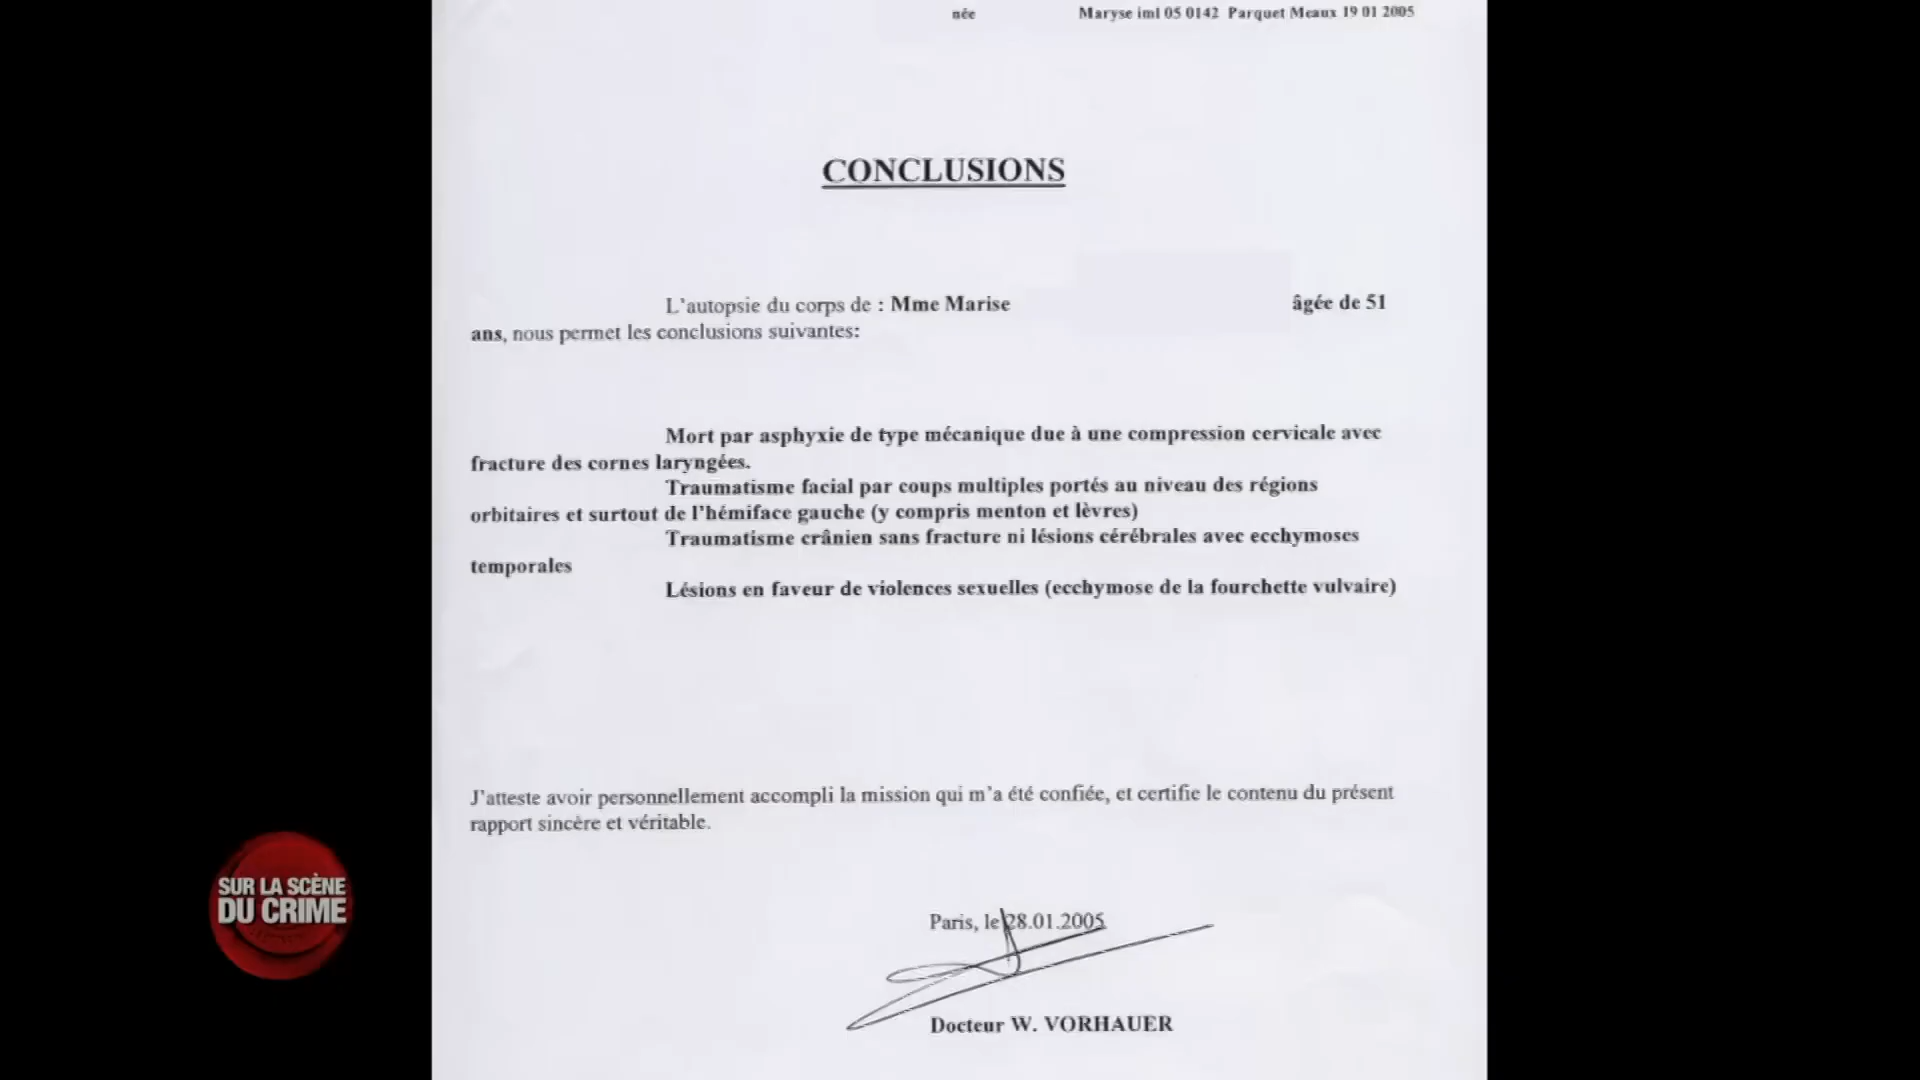 née Maryse iml 05 0142 Parquet Meaux 19 01 2005
CONCLUSIONS
L'autopsie du corps de : Mme Marise âgée de 51
ans, nous permet les conclusions suivantes:
Mort par asphyxie de type mécanique due à une compression cervicale avec
fracture des cornes laryngées.
Traumatisme facial par coups multiples portés au niveau des régions
orbitaires et surtout de l'hémiface gauche (y compris menton et lèvres)
Traumatisme crânien sans fracture ni lésions cérébrales avec ecchymoses
temporales
Lésions en faveur de violences sexuelles (ecchymose de la fourchette vulvaire)
J'atteste avoir personnellement accompli la mission qui m'a été confiée, et certifie le contenu du présent
rapport sincère et véritable.
SUR LA SCÈNE
DU CRIME
Paris, le 28.01.2005
Docteur W. VORHAUER